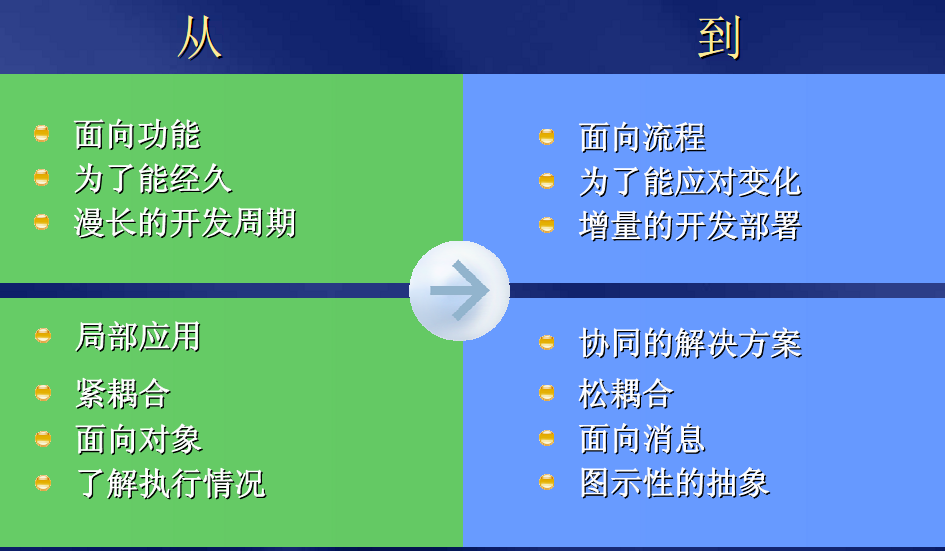 从
到
面向功能
为了能经久
漫长的开发周期
面向流程
为了能应对变化
增量的开发部署
局部应用
紧耦合
面向对象
了解执行情况
协同的解决方案
松耦合
面向消息
图示性的抽象